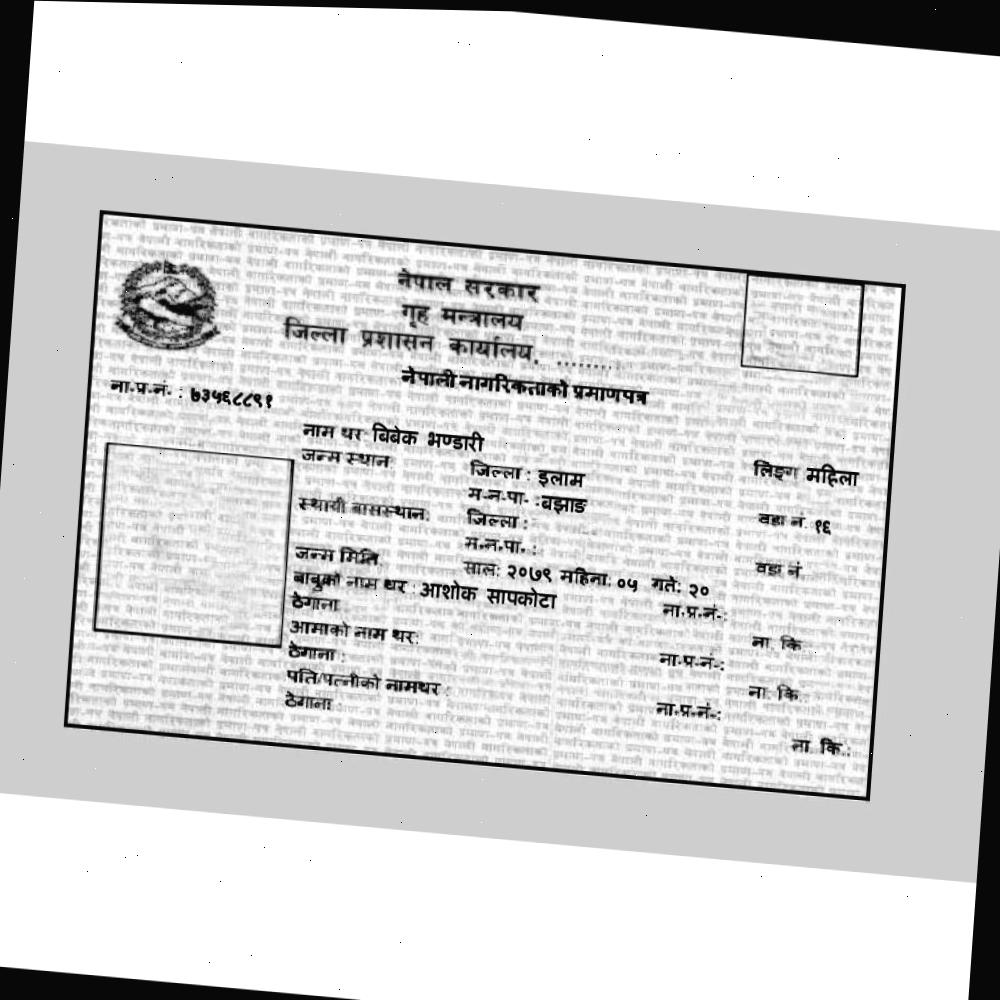 नेपाल सरकार
गृह मन्त्रालय
जिल्ला प्रशासन कार्यालय, ........
नेपाली नागरिकताको प्रमाणपत्र
ना.प्र.नं. : ७३५६८८९१
नाम थर: बिबेक भण्डारी लिङ्ग महिला
जन्म स्थान: जिल्ला : इलाम
म.न.पा. : बझाङ वडा नं. १६
स्थायी बासस्थान: जिल्ला :
म.न.पा. : वडा नं.
जन्म मिति: साल: २०७९ महिना: ०५ गते: २०
बाबुको नाम थर : आशोक सापकोटा ना.प्र.नं.:
ठेगाना ना. कि.
आमाको नाम थर: ना.प्र.नं.:
ठेगाना : ना. कि.:
पति/पत्नीको नामथर : ना.प्र.नं.:
ठेगाना : ना. कि.: